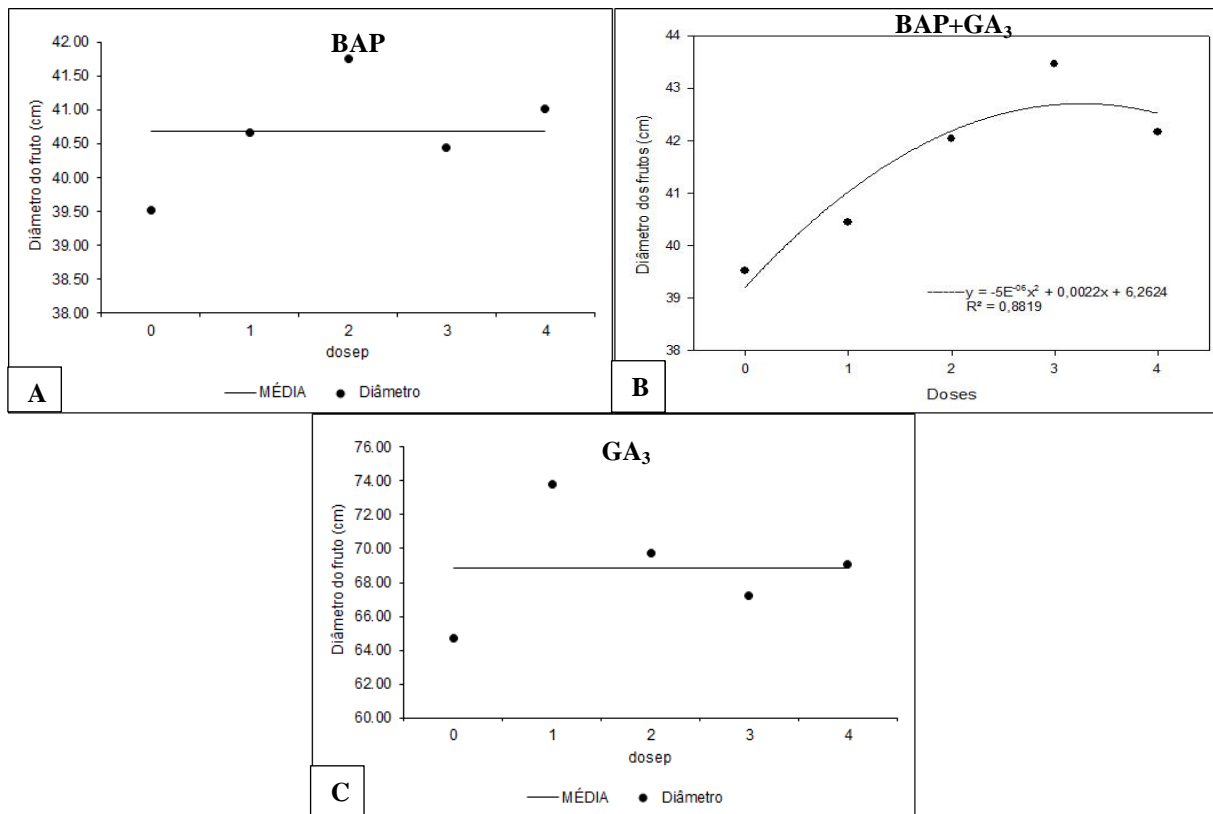 BAP
Diâmetro do fruto (cm)
42.00
41.50
41.00
40.50
40.00
39.50
39.00
38.50
38.00
0 1 2 3 4
dosep
MÉDIA Diâmetro
A
BAP+GA₃
Diâmetro dos frutos (cm)
44
43
42
41
40
39
38
y = -5E⁻⁰⁶x² + 0,0022x + 6,2624
R² = 0,8819
0 1 2 3 4
Doses
B
GA₃
Diâmetro do fruto (cm)
76.00
74.00
72.00
70.00
68.00
66.00
64.00
62.00
60.00
0 1 2 3 4
dosep
MÉDIA Diâmetro
C